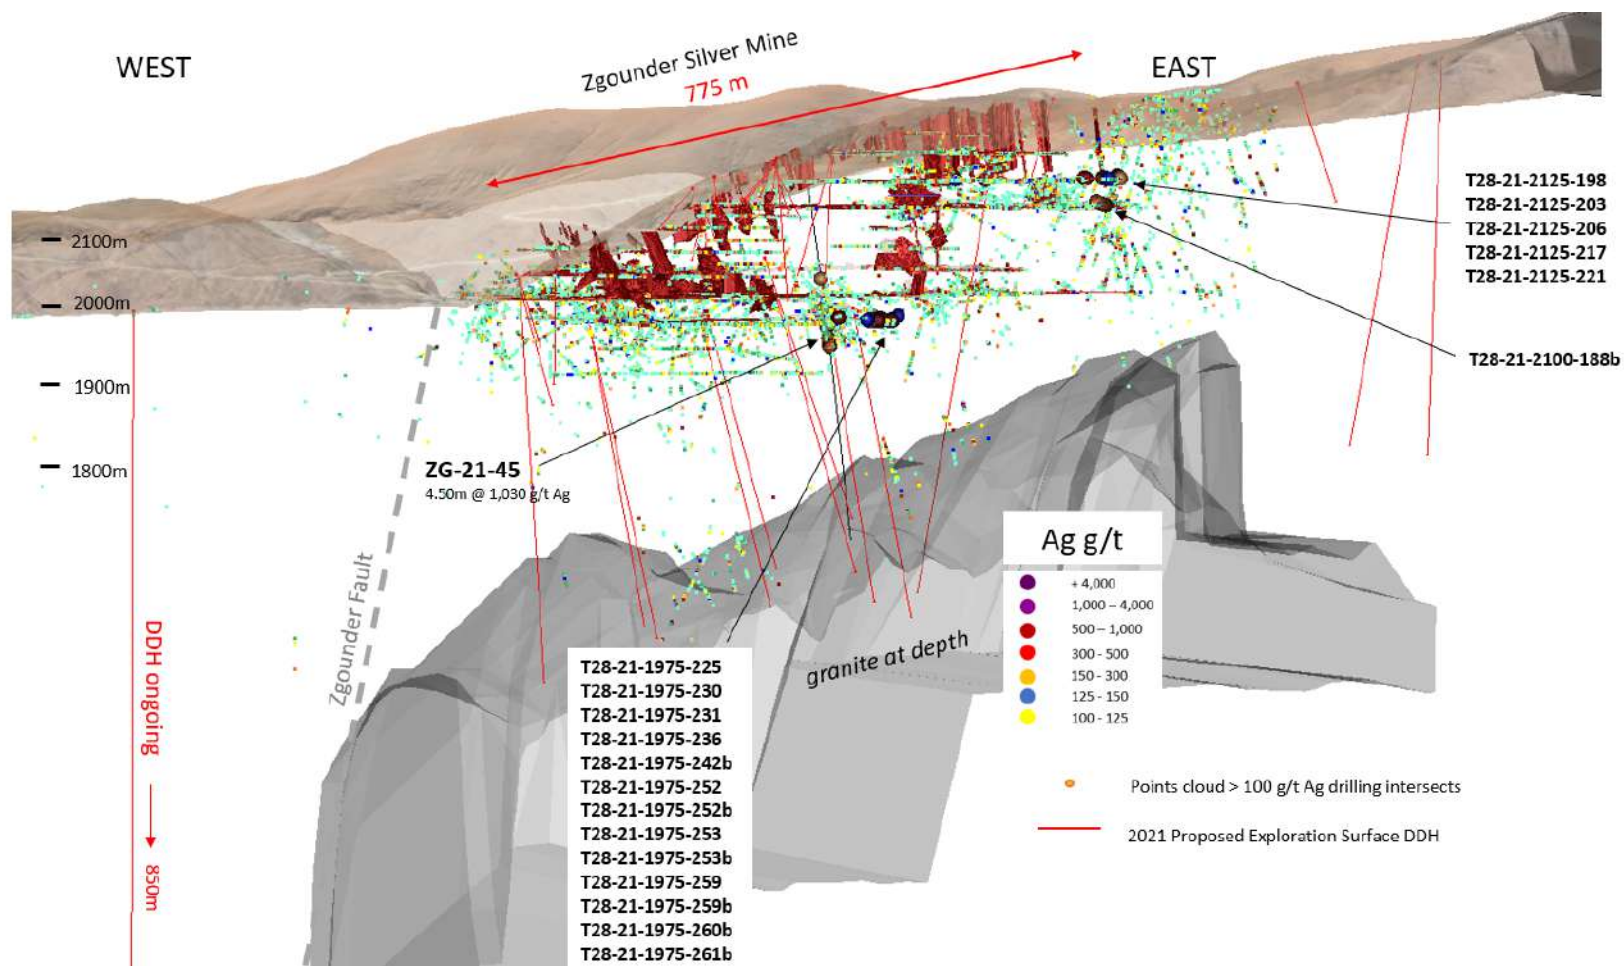 WEST
Zgounder Silver Mine
775 m
EAST
2100m
2000m
1900m
1800m
T28-21-2125-198
T28-21-2125-203
T28-21-2125-206
T28-21-2125-217
T28-21-2125-221
T28-21-2100-188b
ZG-21-45
4.50m @ 1,030 g/t Ag
Zgounder Fault
DDH ongoing
850m
granite at depth
T28-21-1975-225
T28-21-1975-230
T28-21-1975-231
T28-21-1975-236
T28-21-1975-242b
T28-21-1975-252
T28-21-1975-252b
T28-21-1975-253
T28-21-1975-253b
T28-21-1975-259
T28-21-1975-259b
T28-21-1975-260b
T28-21-1975-261b
Ag g/t
+ 4,000
1,000 – 4,000
500 – 1,000
300 - 500
150 - 300
125 - 150
100 - 125
Points cloud > 100 g/t Ag drilling intersects
2021 Proposed Exploration Surface DDH